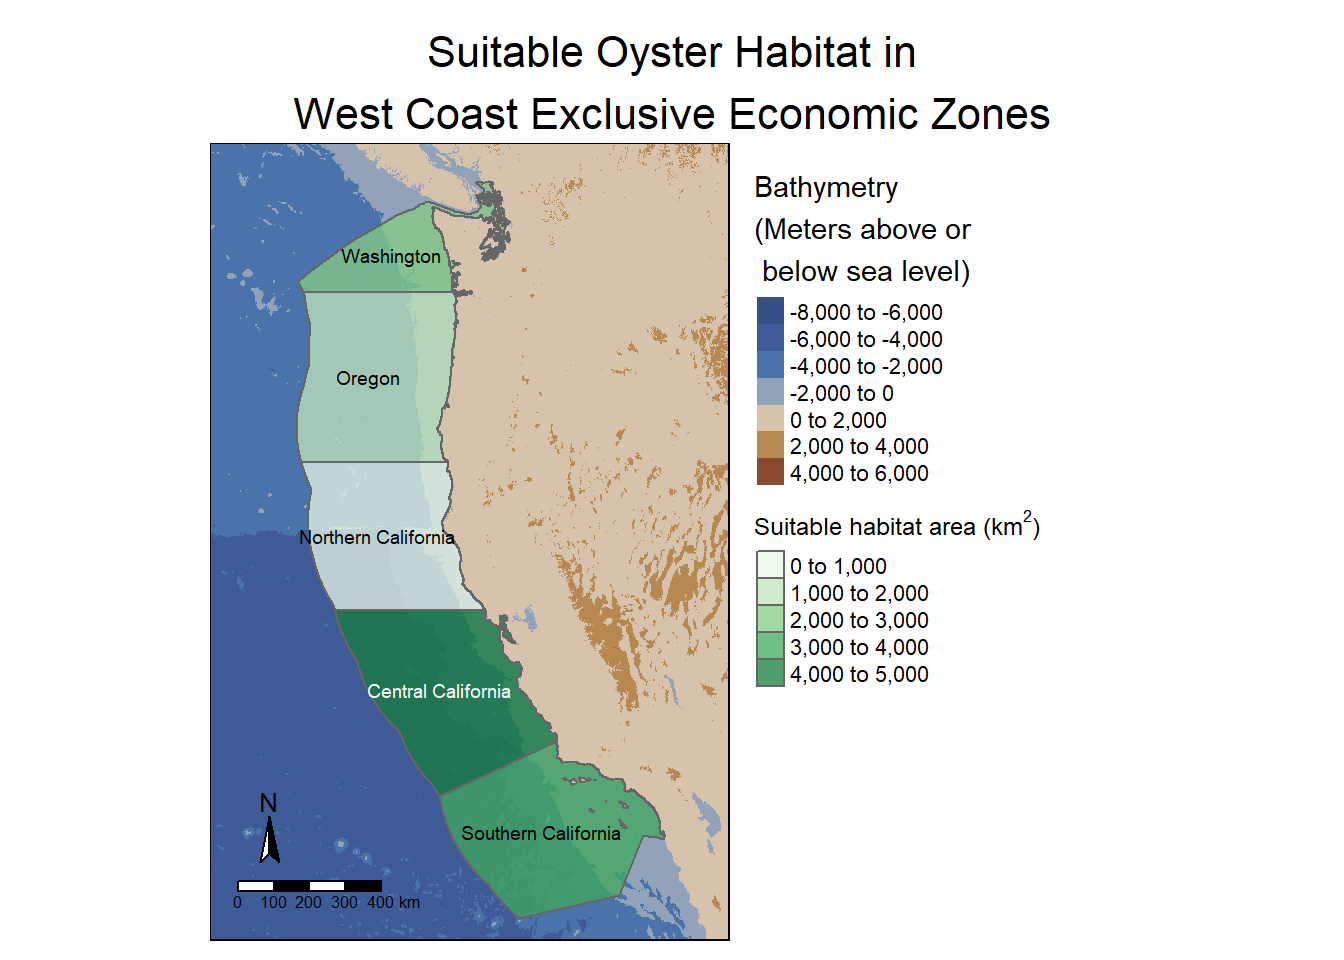 Suitable Oyster Habitat in
West Coast Exclusive Economic Zones
Washington
Oregon
Northern California
Central California
Southern California
N
0 100 200 300 400 km
Bathymetry
(Meters above or
below sea level)
-8,000 to -6,000
-6,000 to -4,000
-4,000 to -2,000
-2,000 to 0
0 to 2,000
2,000 to 4,000
4,000 to 6,000
Suitable habitat area (km²)
0 to 1,000
1,000 to 2,000
2,000 to 3,000
3,000 to 4,000
4,000 to 5,000